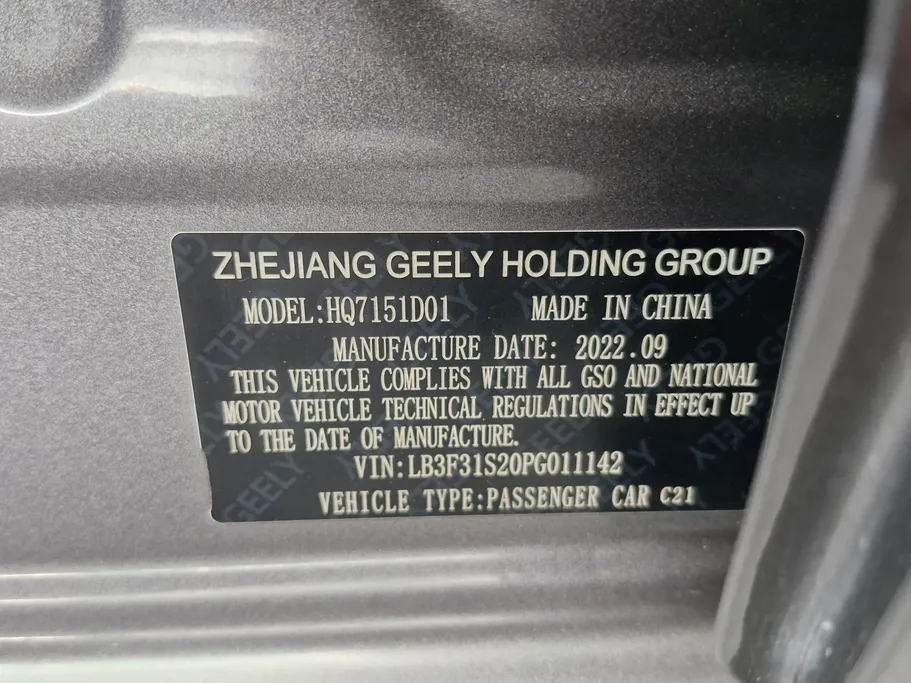 ZHEJIANG GEELY HOLDING GROUP
MODEL:HQ7151D01 MADE IN CHINA
MANUFACTURE DATE: 2022.09
THIS VEHICLE COMPLIES WITH ALL GSO AND NATIONAL
MOTOR VEHICLE TECHNICAL REGULATIONS IN EFFECT UP
TO THE DATE OF MANUFACTURE.
VIN:LB3F31S20PG011142
VEHICLE TYPE:PASSENGER CAR C21